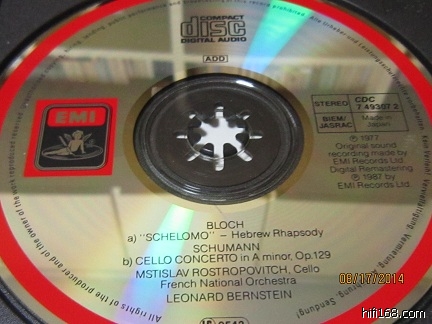 COMPACT
disc
DIGITAL AUDIO
ADD
EMI
STEREO
CDC
7 49307 2
BIEM/
JASRAC
Made in
Japan
℗ 1977
Original sound
recording made by
EMI Records Ltd.
Digital Remastering
℗ 1987 by
EMI Records Ltd.
BLOCH
a) "SCHELOMO" – Hebrew Rhapsody
SCHUMANN
b) CELLO CONCERTO in A minor, Op.129
MSTISLAV ROSTROPOVITCH, Cello
French National Orchestra
LEONARD BERNSTEIN
All rights of the producer and of the owner of the
Vermietung,
Sendung!
08/17/2014
hifi168.com